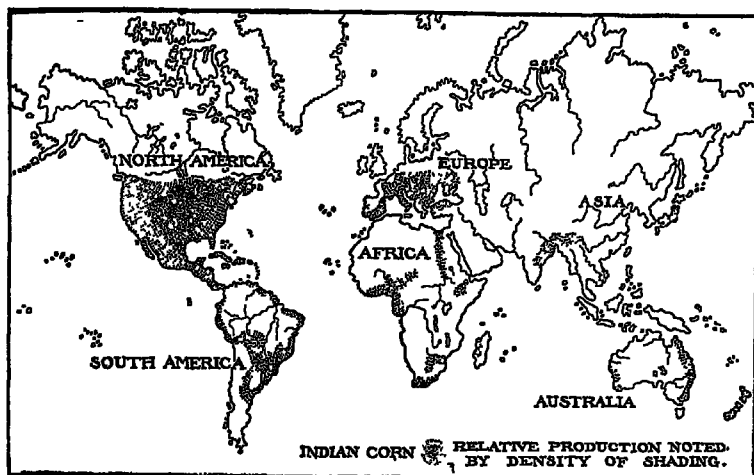 NORTH AMERICA
EUROPE
ASIA
AFRICA
SOUTH AMERICA
AUSTRALIA
INDIAN CORN RELATIVE PRODUCTION NOTED
BY DENSITY OF SHADING.